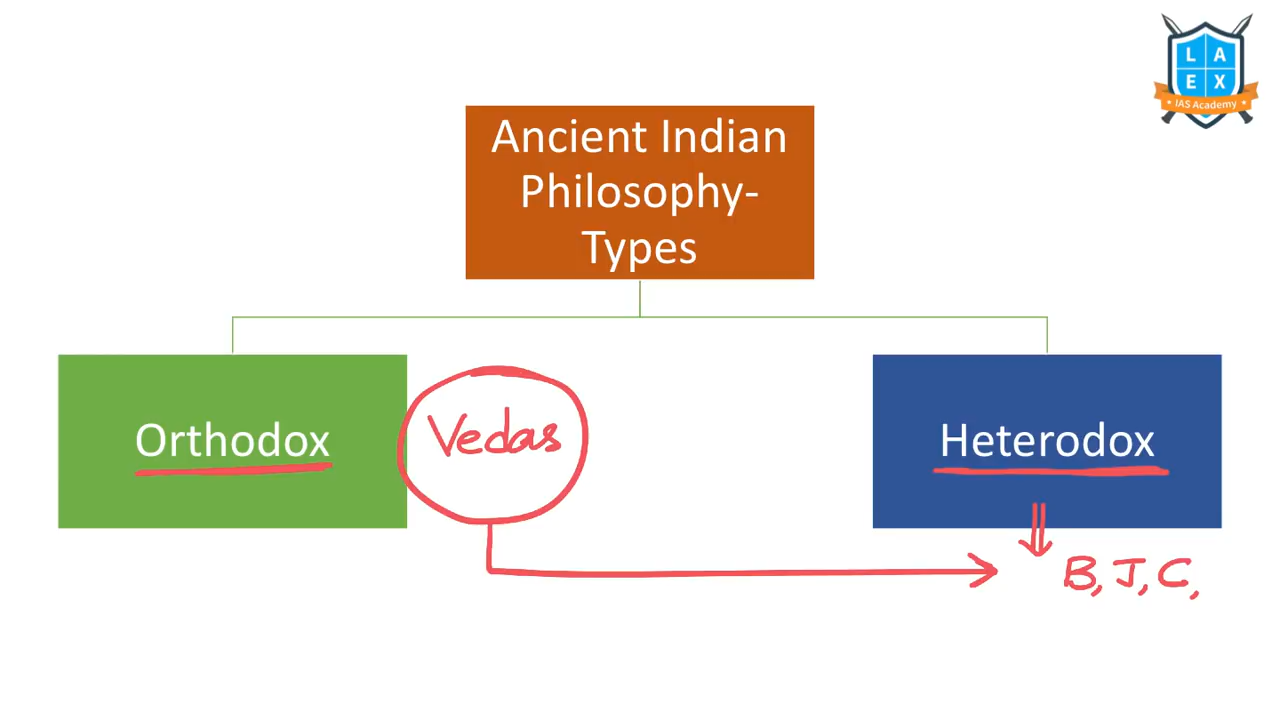 L A
E X
IAS Academy
Ancient Indian
Philosophy-
Types
Orthodox
Vedas
Heterodox
B, J, C,